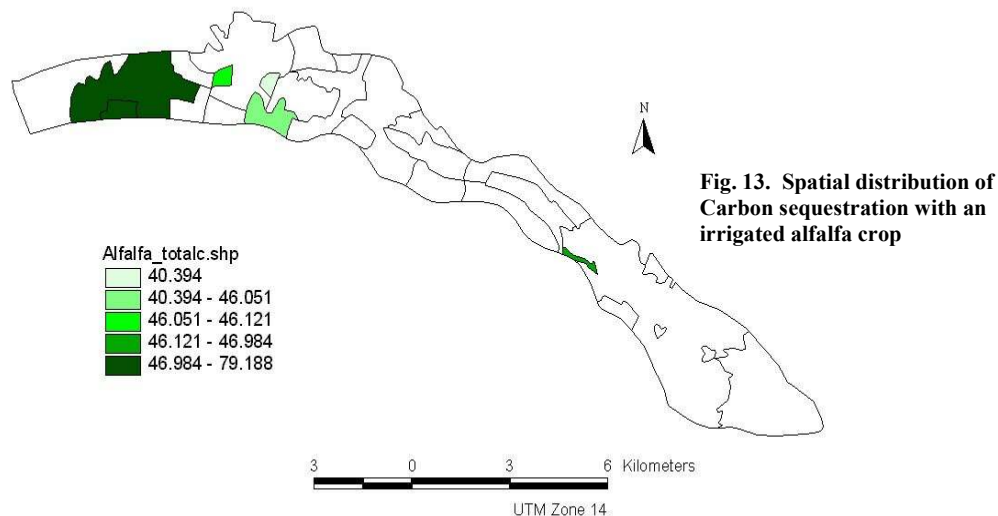 N
Fig. 13. Spatial distribution of
Carbon sequestration with an
irrigated alfalfa crop
Alfalfa_totalc.shp
40.394
40.394 - 46.051
46.051 - 46.121
46.121 - 46.984
46.984 - 79.188
3 0 3 6 Kilometers
UTM Zone 14